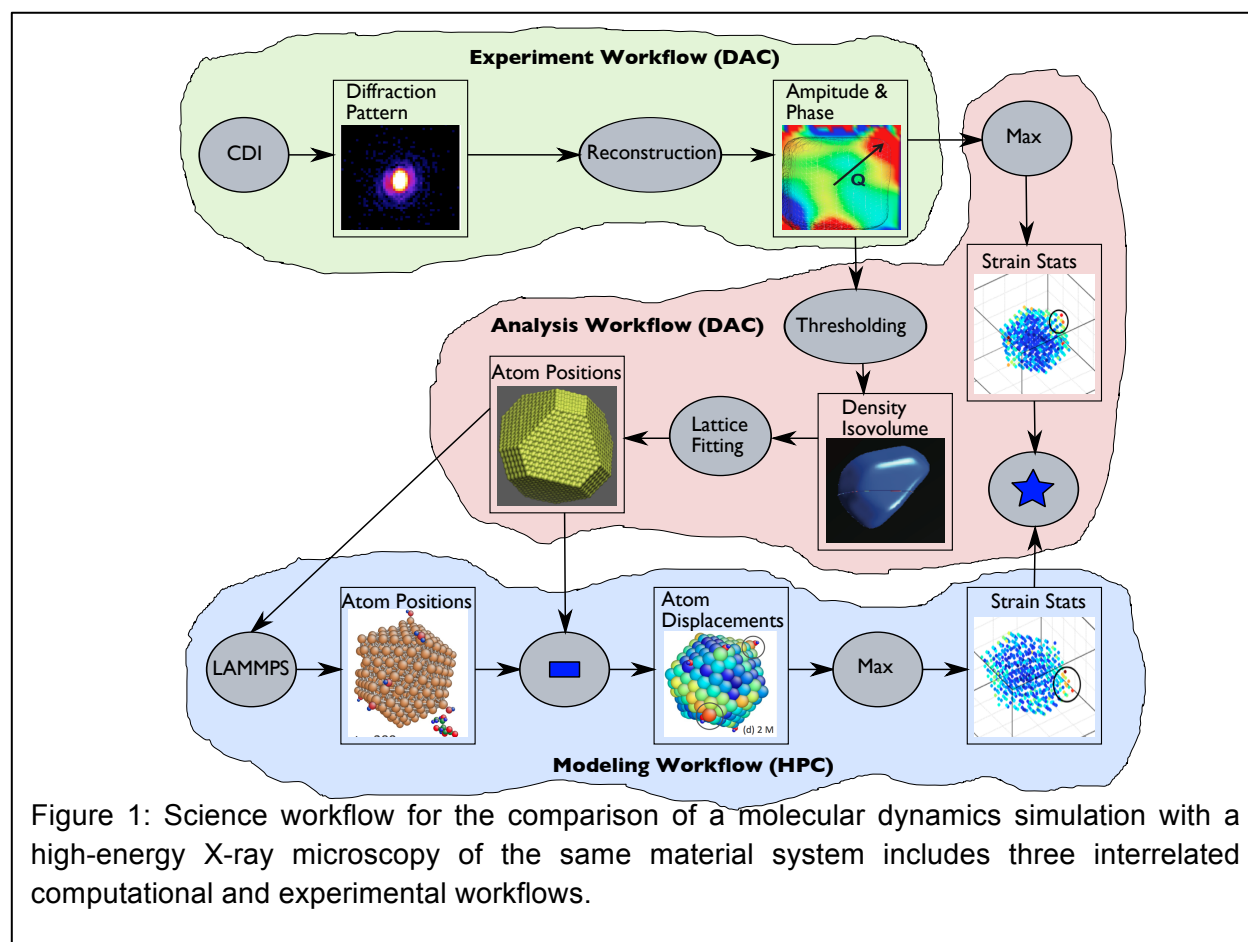 Experiment Workflow (DAC)
Diffraction
Pattern
Ampitude &
Phase
CDI
Reconstruction
Q
Max
Strain Stats
Analysis Workflow (DAC)
Thresholding
Atom Positions
Lattice
Fitting
Density
Isovolume
Atom Positions
Atom
Displacements
Strain Stats
LAMMPS
Max
(d) 2 M
Modeling Workflow (HPC)
Figure 1: Science workflow for the comparison of a molecular dynamics simulation with a
high-energy X-ray microscopy of the same material system includes three interrelated
computational and experimental workflows.